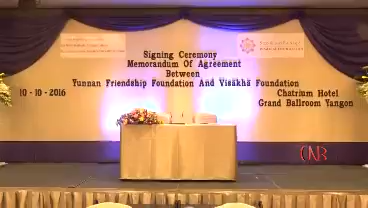 Signing Ceremony
Memorandum Of Agreement
Between
Yunnan Friendship Foundation And Visākhā Foundation
10 - 10 - 2016
Chatrium Hotel
Grand Ballroom Yangon
CNB